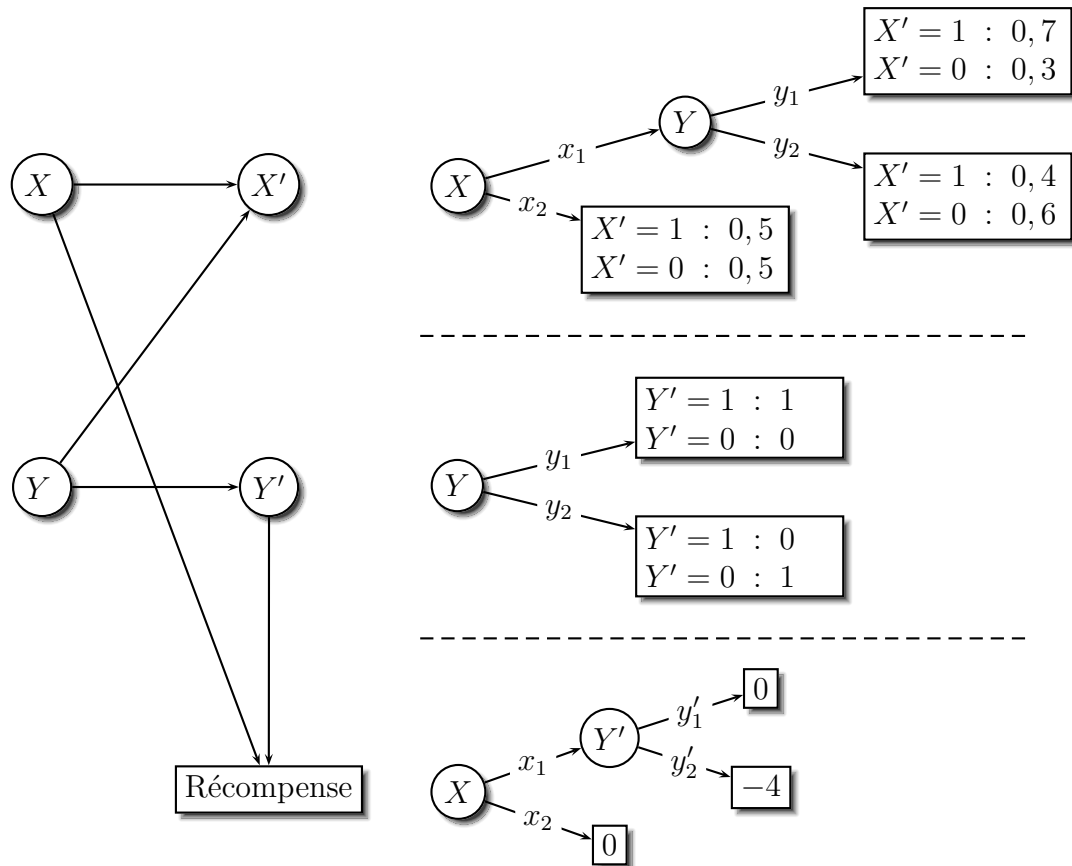 X
X′
Y
Y′
Récompense
X
x₁
x₂
Y
y₁
y₂
X′ = 1 : 0, 7
X′ = 0 : 0, 3
X′ = 1 : 0, 4
X′ = 0 : 0, 6
X′ = 1 : 0, 5
X′ = 0 : 0, 5
Y
y₁
y₂
Y′ = 1 : 1
Y′ = 0 : 0
Y′ = 1 : 0
Y′ = 0 : 1
X
x₁
x₂
Y′
y′₁
y′₂
0
−4
0